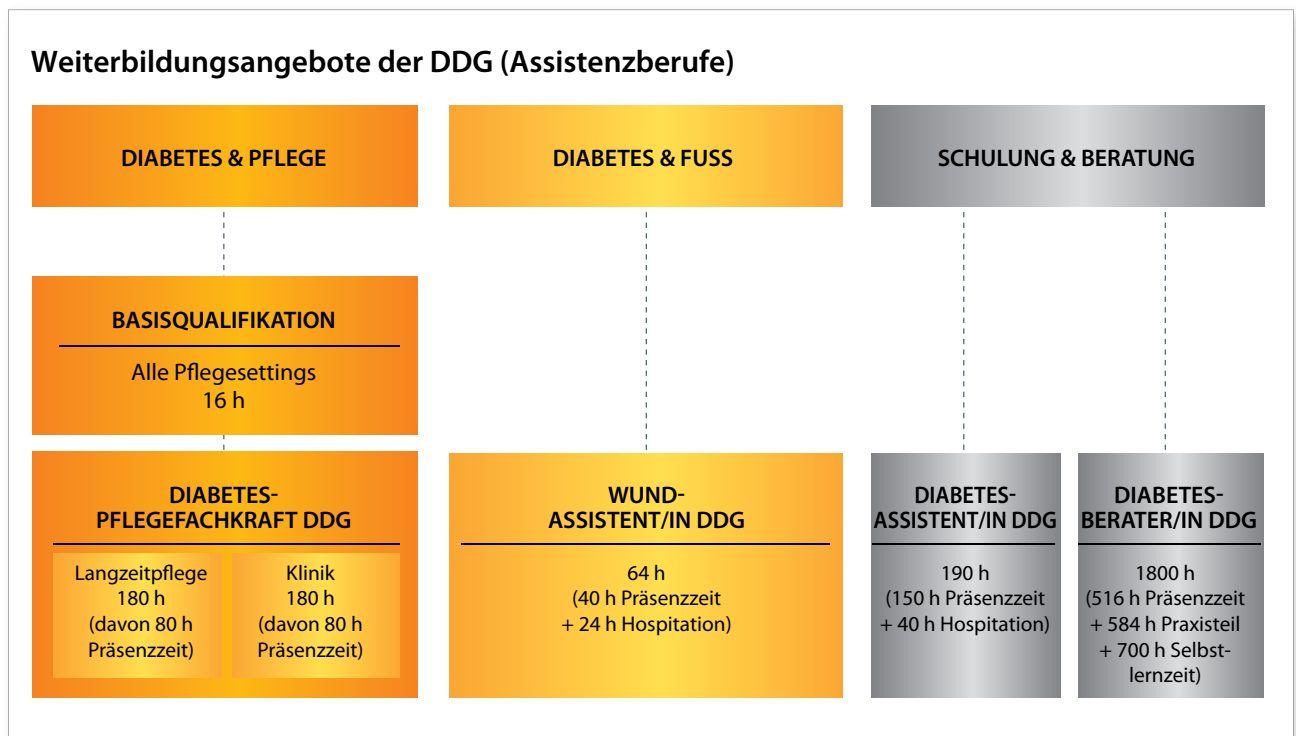 Weiterbildungsangebote der DDG (Assistenzberufe)
DIABETES & PFLEGE
DIABETES & FUSS
SCHULUNG & BERATUNG
BASISQUALIFIKATION
Alle Pflegesettings
16 h
DIABETES-
PFLEGEFACHKRAFT DDG
Langzeitpflege
180 h
(davon 80 h
Präsenzzeit)
Klinik
180 h
(davon 80 h
Präsenzzeit)
WUND-
ASSISTENT/IN DDG
64 h
(40 h Präsenzzeit
+ 24 h Hospitation)
DIABETES-
ASSISTENT/IN DDG
190 h
(150 h Präsenzzeit
+ 40 h Hospitation)
DIABETES-
BERATER/IN DDG
1800 h
(516 h Präsenzzeit
+ 584 h Praxisteil
+ 700 h Selbst-
lernzeit)